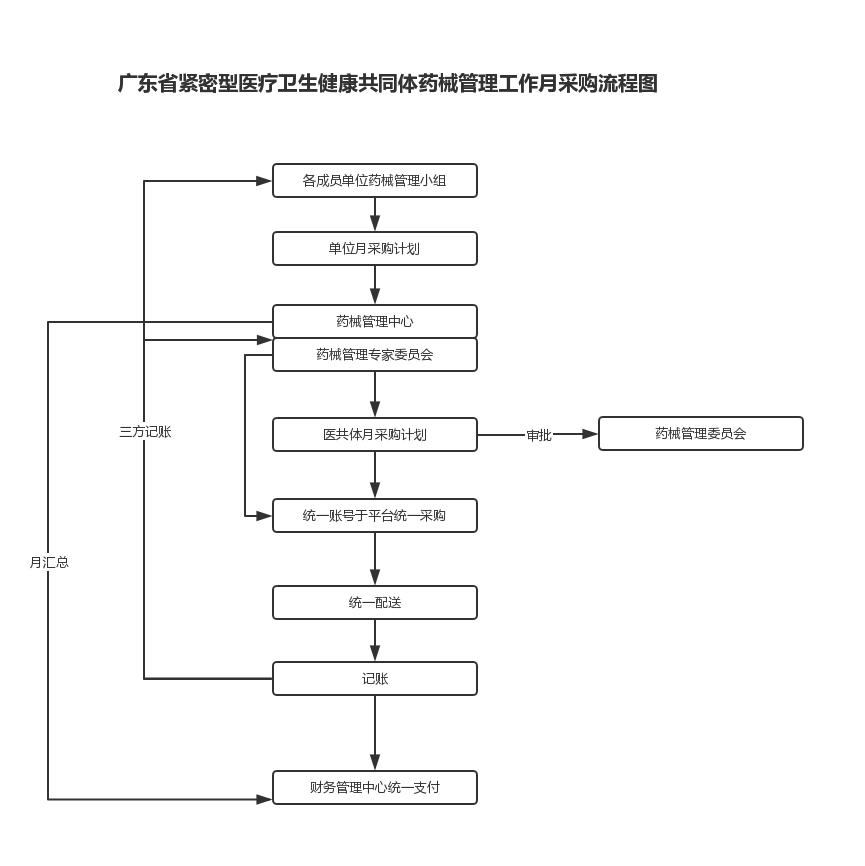 广东省紧密型医疗卫生健康共同体药械管理工作月采购流程图
各成员单位药械管理小组
单位月采购计划
药械管理中心
药械管理专家委员会
三方记账
医共体月采购计划
审批
药械管理委员会
统一账号于平台统一采购
月汇总
统一配送
记账
财务管理中心统一支付